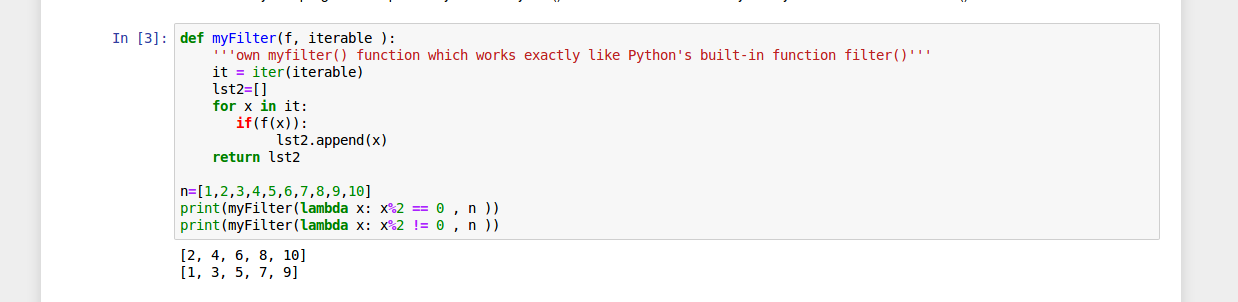 In [3]: def myFilter(f, iterable ):
    '''own myfilter() function which works exactly like Python's built-in function filter()'''
    it = iter(iterable)
    lst2=[]
    for x in it:
       if(f(x)):
            lst2.append(x)
    return lst2
n=[1,2,3,4,5,6,7,8,9,10]
print(myFilter(lambda x: x%2 == 0 , n ))
print(myFilter(lambda x: x%2 != 0 , n ))
[2, 4, 6, 8, 10]
[1, 3, 5, 7, 9]